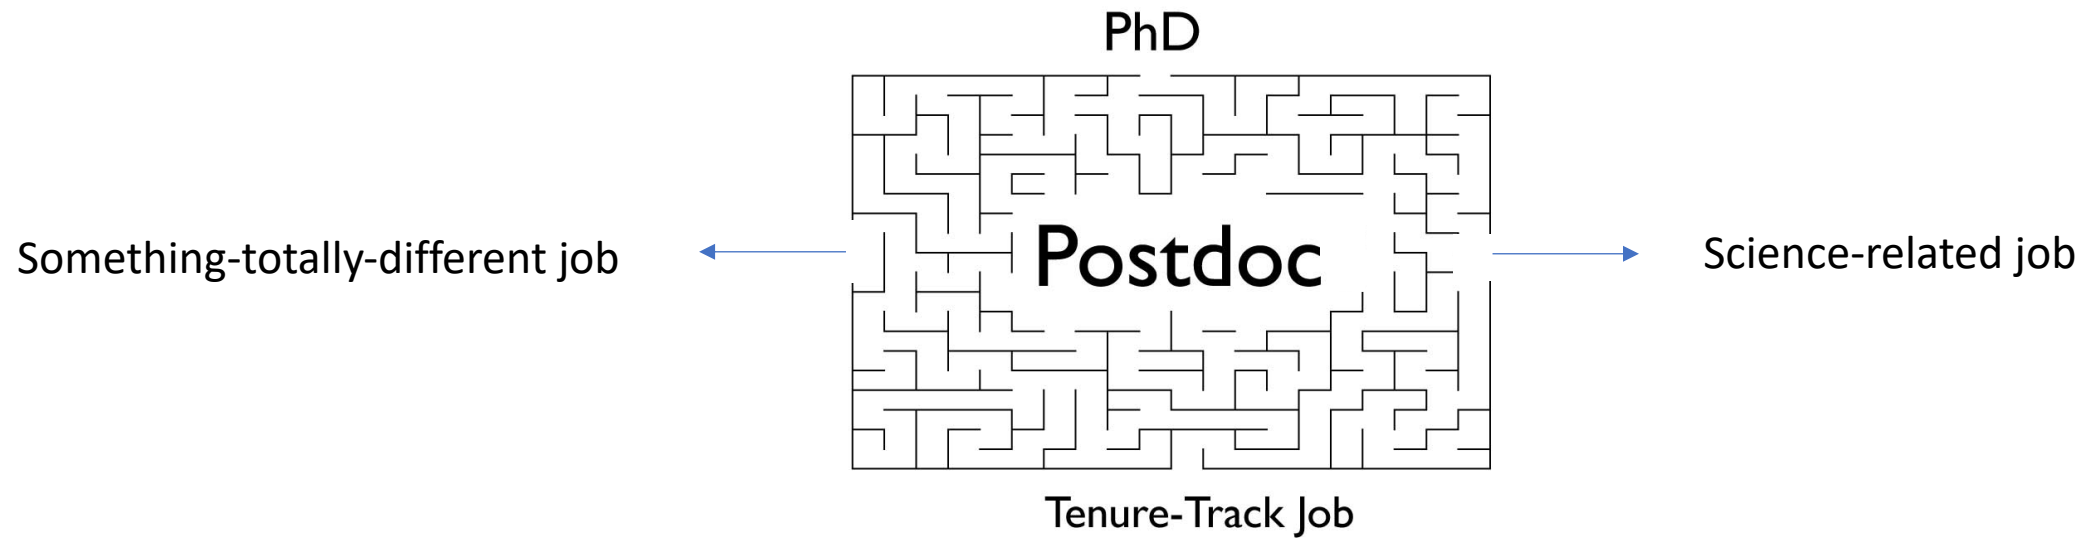 PhD
Something-totally-different job
Postdoc
Science-related job
Tenure-Track Job